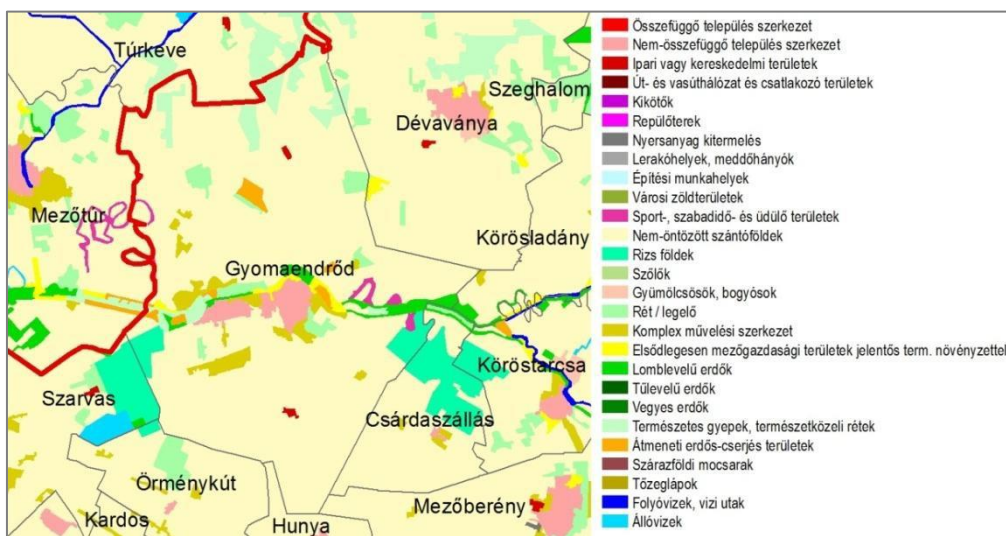 Túrkeve
Szeghalom
Dévaványa
Mezőtúr
Körösladány
Gyomaendrőd
Köröstarcsa
Szarvas
Csárdaszállás
Örménykút
Mezőberény
Kardos
Hunya
Összefüggő település szerkezet
Nem-összefüggő település szerkezet
Ipari vagy kereskedelmi területek
Út- és vasúthálózat és csatlakozó területek
Kikötők
Repülőterek
Nyersanyag kitermelés
Lerakóhelyek, meddőhányók
Építési munkahelyek
Városi zöldterületek
Sport-, szabadidő- és üdülő területek
Nem-öntözött szántóföldek
Rizs földek
Szőlők
Gyümölcsösök, bogyósok
Rét / legelő
Komplex művelési szerkezet
Elsődlegesen mezőgazdasági területek jelentős term. növényzettel
Lomblevelű erdők
Tűlevelű erdők
Vegyes erdők
Természetes gyepek, természetközeli rétek
Átmeneti erdős-cserjés területek
Szárazföldi mocsarak
Tőzeglápok
Folyóvizek, vizi utak
Állóvizek